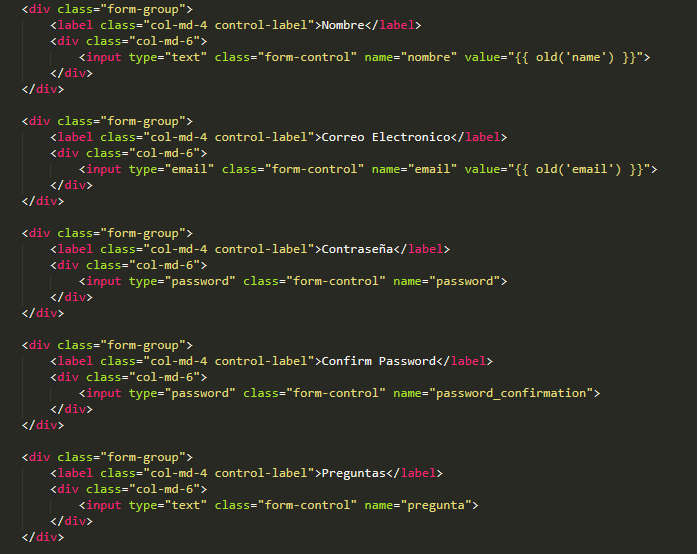 <div class="form-group">
    <label class="col-md-4 control-label">Nombre</label>
    <div class="col-md-6">
        <input type="text" class="form-control" name="nombre" value="{{ old('name') }}">
    </div>
</div>

<div class="form-group">
    <label class="col-md-4 control-label">Correo Electronico</label>
    <div class="col-md-6">
        <input type="email" class="form-control" name="email" value="{{ old('email') }}">
    </div>
</div>

<div class="form-group">
    <label class="col-md-4 control-label">Contraseña</label>
    <div class="col-md-6">
        <input type="password" class="form-control" name="password">
    </div>
</div>

<div class="form-group">
    <label class="col-md-4 control-label">Confirm Password</label>
    <div class="col-md-6">
        <input type="password" class="form-control" name="password_confirmation">
    </div>
</div>

<div class="form-group">
    <label class="col-md-4 control-label">Preguntas</label>
    <div class="col-md-6">
        <input type="text" class="form-control" name="pregunta">
    </div>
</div>